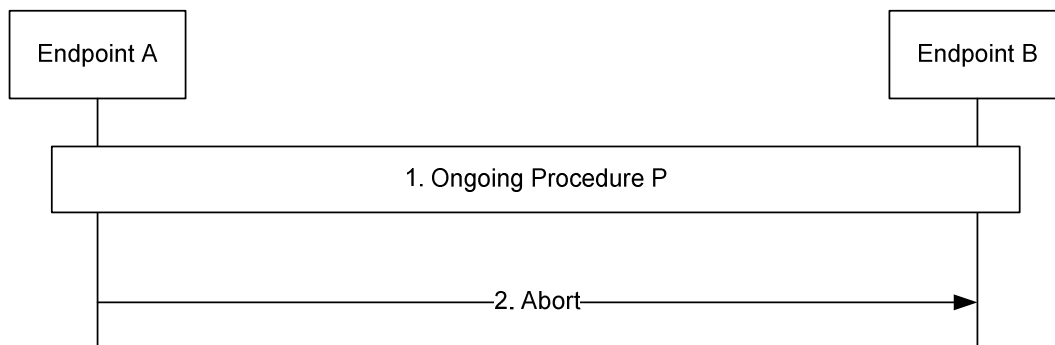 Endpoint A
Endpoint B
1. Ongoing Procedure P
2. Abort